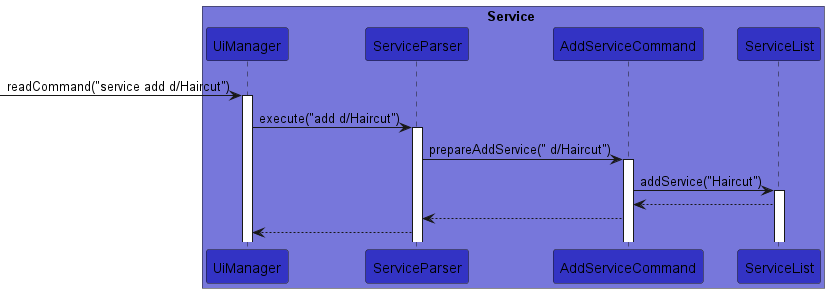 Service
UiManager ServiceParser AddServiceCommand ServiceList
readCommand("service add d/Haircut")
execute("add d/Haircut")
prepareAddService(" d/Haircut")
addService("Haircut")
UiManager ServiceParser AddServiceCommand ServiceList